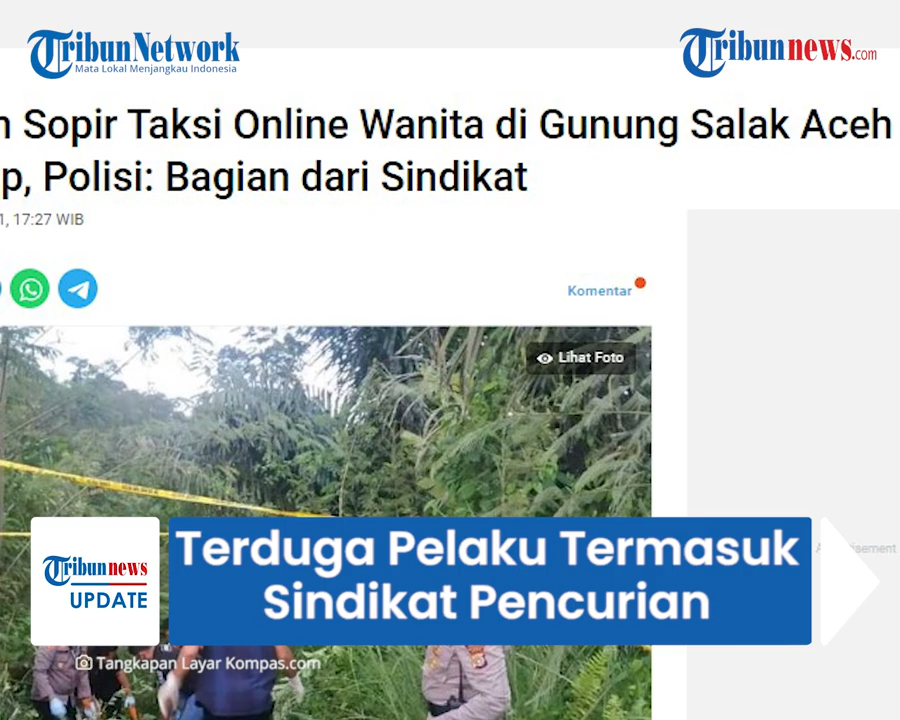 TribunNetwork
Mata Lokal Menjangkau Indonesia
Tribunnews.com
n Sopir Taksi Online Wanita di Gunung Salak Aceh
p, Polisi: Bagian dari Sindikat
1, 17:27 WIB
Komentar
Lihat Foto
Tribunnews
UPDATE
Terduga Pelaku Termasuk
Sindikat Pencurian
Tangkapan Layar Kompas.com